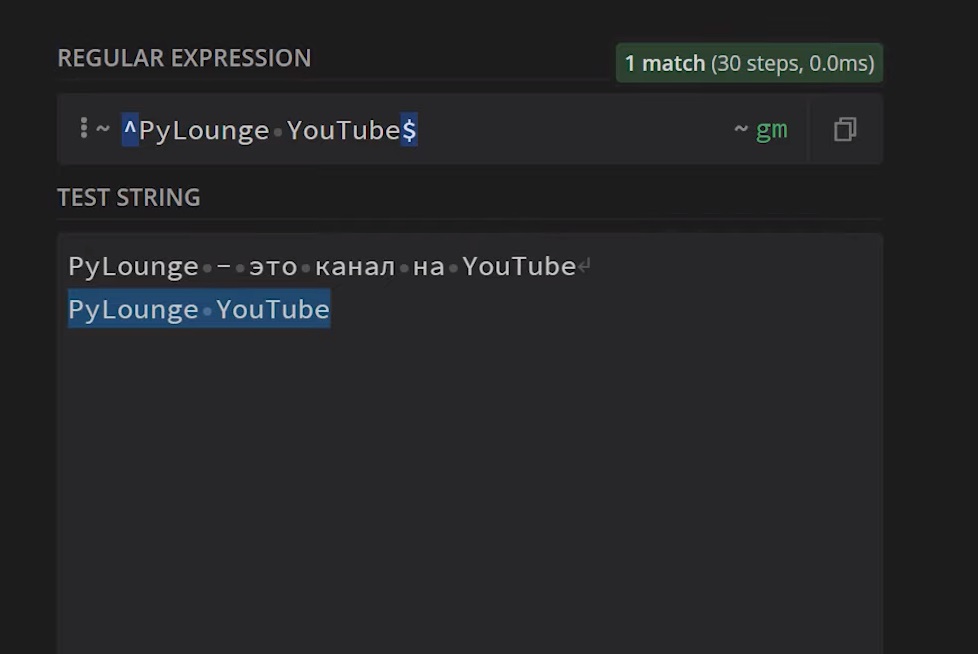 REGULAR EXPRESSION
1 match (30 steps, 0.0ms)
~ ^PyLounge YouTube$ ~ gm
TEST STRING
PyLounge - это канал на YouTube
PyLounge YouTube